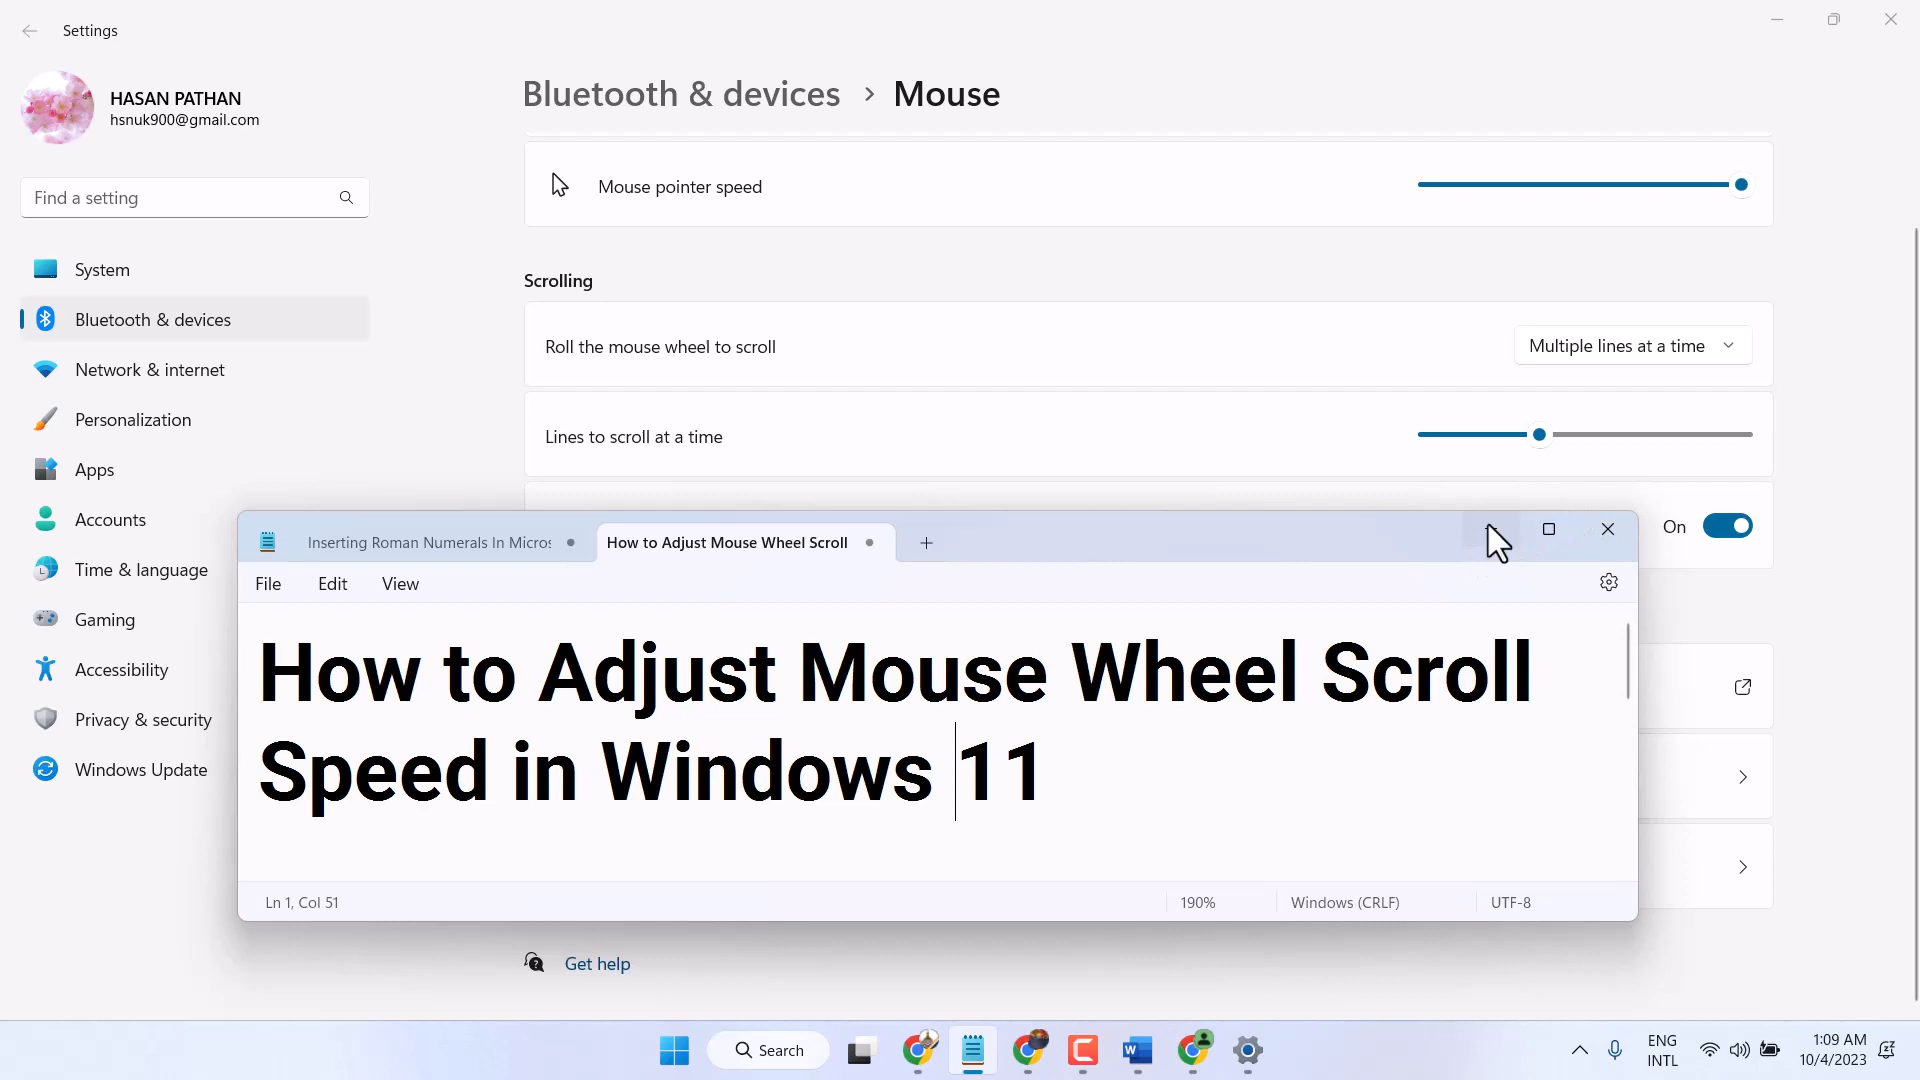 Settings
HASAN PATHAN
hsnuk900@gmail.com
Find a setting
System
Bluetooth & devices
Network & internet
Personalization
Apps
Accounts
Time & language
Gaming
Accessibility
Privacy & security
Windows Update
Bluetooth & devices > Mouse
Mouse pointer speed
Scrolling
Roll the mouse wheel to scroll
Multiple lines at a time
Lines to scroll at a time
On
Inserting Roman Numerals In Micros
How to Adjust Mouse Wheel Scroll
File Edit View
How to Adjust Mouse Wheel Scroll
Speed in Windows 11
Ln 1, Col 51
190%
Windows (CRLF)
UTF-8
Get help
Search
ENG
INTL
1:09 AM
10/4/2023